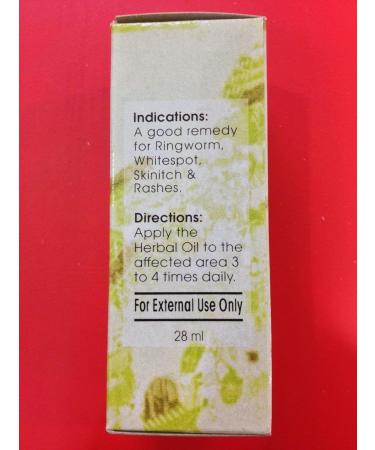 Indications:
A good remedy
for Ringworm,
Whitespot,
Skinitch &
Rashes.
Directions:
Apply the
Herbal Oil to the
affected area 3
to 4 times daily.
For External Use Only
28 ml